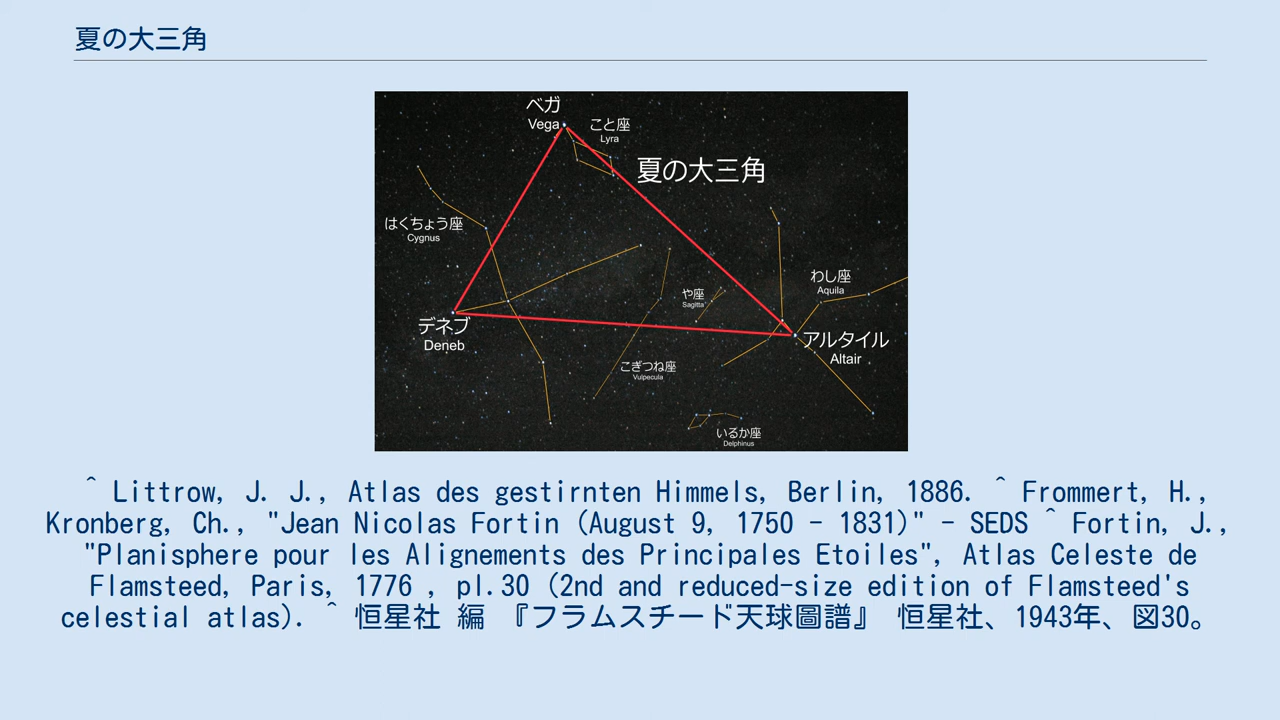 夏の大三角
ベガ
Vega
こと座
Lyra
夏の大三角
はくちょう座
Cygnus
や座
Sagitta
わし座
Aquila
デネブ
Deneb
アルタイル
Altair
こぎつね座
Vulpecula
いるか座
Delphinus
^ Littrow, J. J., Atlas des gestirnten Himmels, Berlin, 1886. ^ Frommert, H.,
Kronberg, Ch., "Jean Nicolas Fortin (August 9, 1750 - 1831)" - SEDS ^ Fortin, J.,
"Planisphere pour les Alignements des Principales Etoiles", Atlas Celeste de
Flamsteed, Paris, 1776 , pl.30 (2nd and reduced-size edition of Flamsteed's
celestial atlas). ^ 恒星社 編 『フラムスチード天球圖譜』 恒星社、1943年、図30。